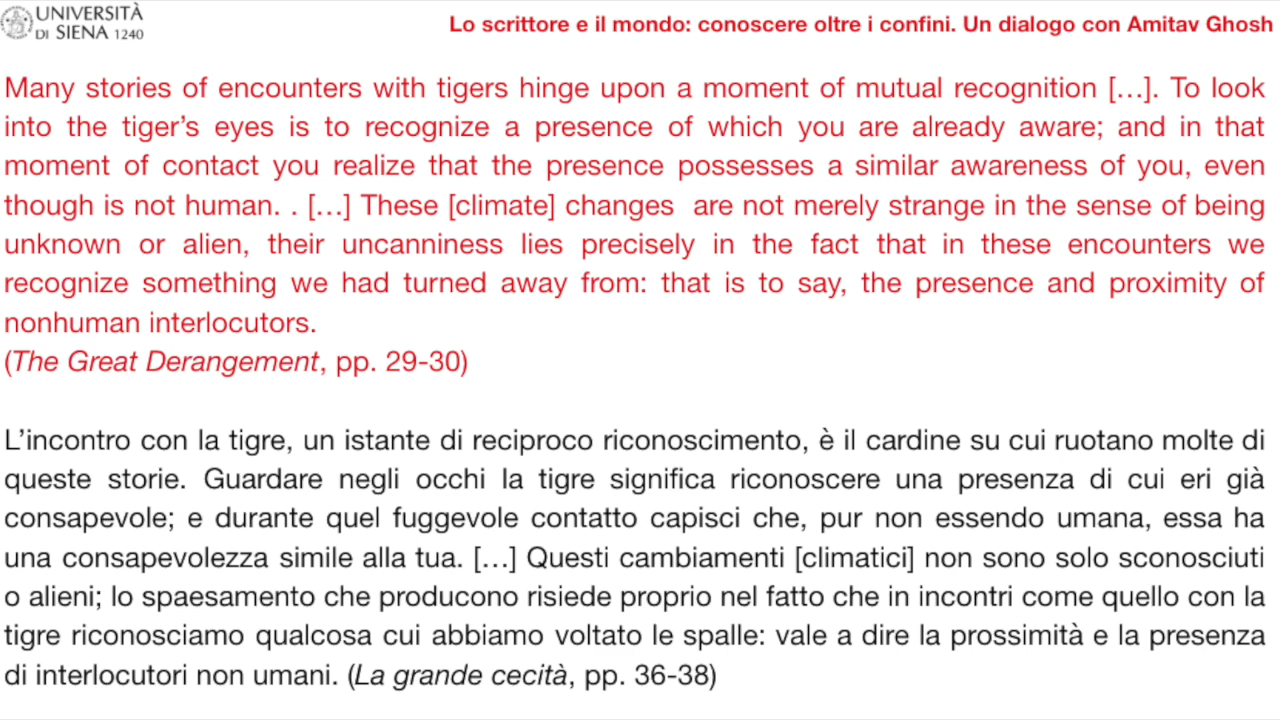 UNIVERSITÀ
DI SIENA 1240
Lo scrittore e il mondo: conoscere oltre i confini. Un dialogo con Amitav Ghosh
Many stories of encounters with tigers hinge upon a moment of mutual recognition […]. To look
into the tiger’s eyes is to recognize a presence of which you are already aware; and in that
moment of contact you realize that the presence possesses a similar awareness of you, even
though is not human. . […] These [climate] changes  are not merely strange in the sense of being
unknown or alien, their uncanniness lies precisely in the fact that in these encounters we
recognize something we had turned away from: that is to say, the presence and proximity of
nonhuman interlocutors.
(The Great Derangement, pp. 29-30)
L’incontro con la tigre, un istante di reciproco riconoscimento, è il cardine su cui ruotano molte di
queste storie. Guardare negli occhi la tigre significa riconoscere una presenza di cui eri già
consapevole; e durante quel fuggevole contatto capisci che, pur non essendo umana, essa ha
una consapevolezza simile alla tua. […] Questi cambiamenti [climatici] non sono solo sconosciuti
o alieni; lo spaesamento che producono risiede proprio nel fatto che in incontri come quello con la
tigre riconosciamo qualcosa cui abbiamo voltato le spalle: vale a dire la prossimità e la presenza
di interlocutori non umani. (La grande cecità, pp. 36-38)